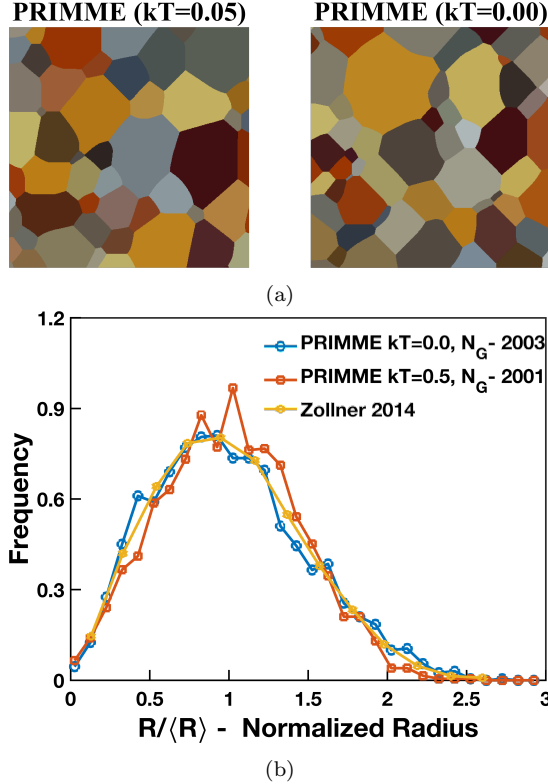 PRIMME (kT=0.05) PRIMME (kT=0.00)
(a)
1.2
0.9
0.6
0.3
0
Frequency
PRIMME kT=0.0, N_G- 2003
PRIMME kT=0.5, N_G- 2001
Zollner 2014
0 0.5 1 1.5 2 2.5 3
R/⟨R⟩ - Normalized Radius
(b)